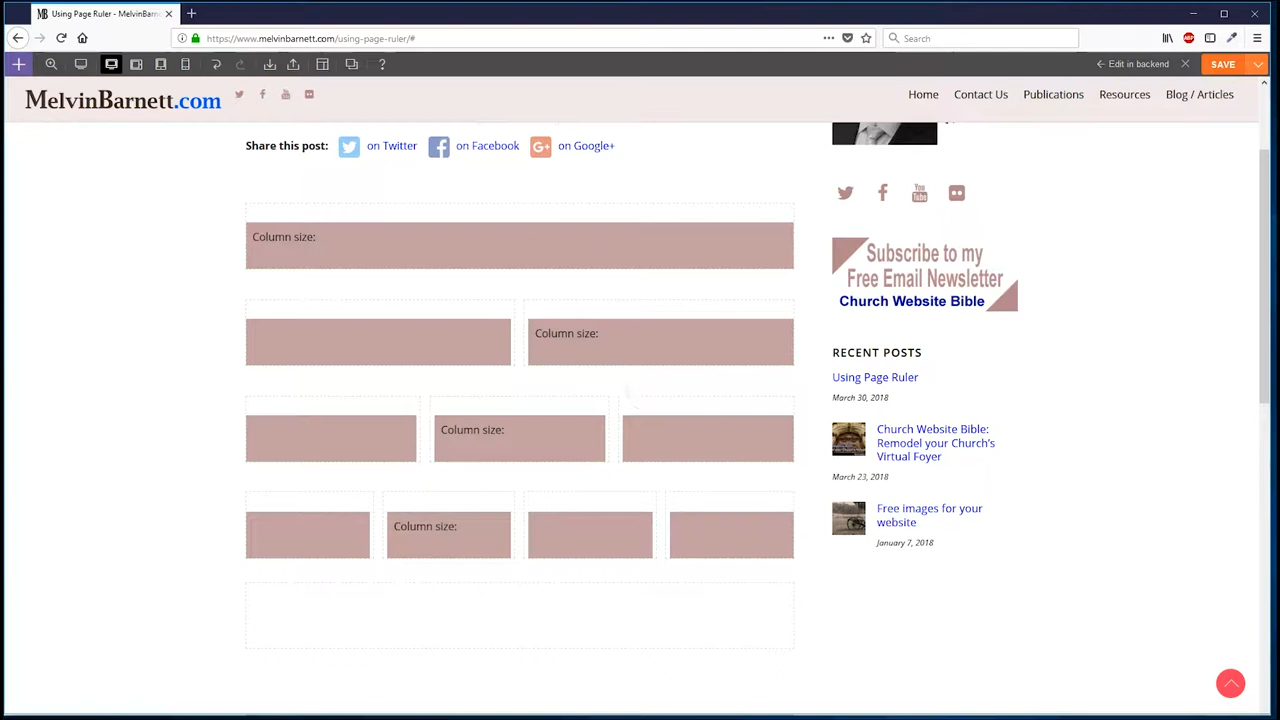 Using Page Ruler - MelvinBarn
https://www.melvinbarnett.com/using-page-ruler/#
Search
Edit in backend
SAVE
MelvinBarnett.com
Home
Contact Us
Publications
Resources
Blog / Articles
Share this post:
on Twitter
on Facebook
on Google+
Column size:
Column size:
Column size:
Column size:
You
Tube
Subscribe to my
Free Email Newsletter
Church Website Bible
RECENT POSTS
Using Page Ruler
March 30, 2018
Church Website Bible:
Remodel your Church's
Virtual Foyer
March 23, 2018
Free images for your
website
January 7, 2018